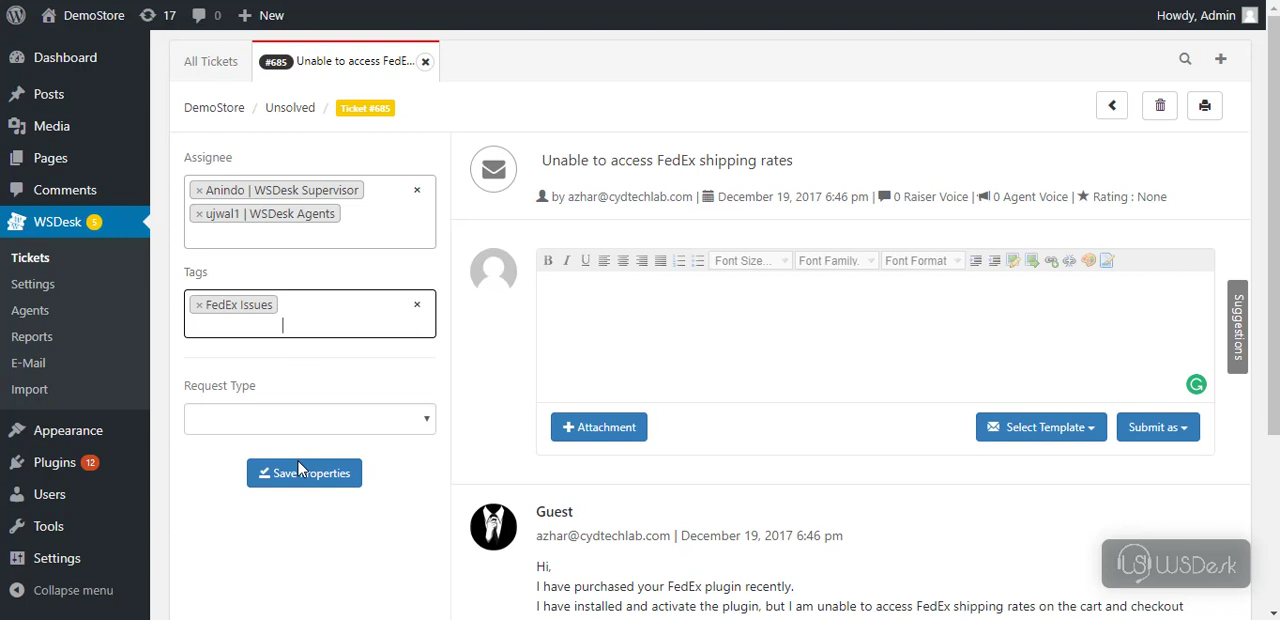 DemoStore 17 0 New Howdy, Admin
Dashboard
Posts
Media
Pages
Comments
WSDesk 5
Tickets
Settings
Agents
Reports
E-Mail
Import
Appearance
Plugins 12
Users
Tools
Settings
Collapse menu
All Tickets #685 Unable to access FedE... ×
DemoStore / Unsolved / Ticket #685
Assignee
× Anindo | WSDesk Supervisor ×
× ujwal1 | WSDesk Agents
Tags
× FedEx Issues ×
Request Type
Save Properties
Unable to access FedEx shipping rates
by azhar@cydtechlab.com | December 19, 2017 6:46 pm | 0 Raiser Voice | 0 Agent Voice | Rating : None
B I U Font Size... Font Family. Font Format
Suggestions
Attachment Select Template Submit as
Guest
azhar@cydtechlab.com | December 19, 2017 6:46 pm
Hi,
I have purchased your FedEx plugin recently.
I have installed and activate the plugin, but I am unable to access FedEx shipping rates on the cart and checkout
WSDesk